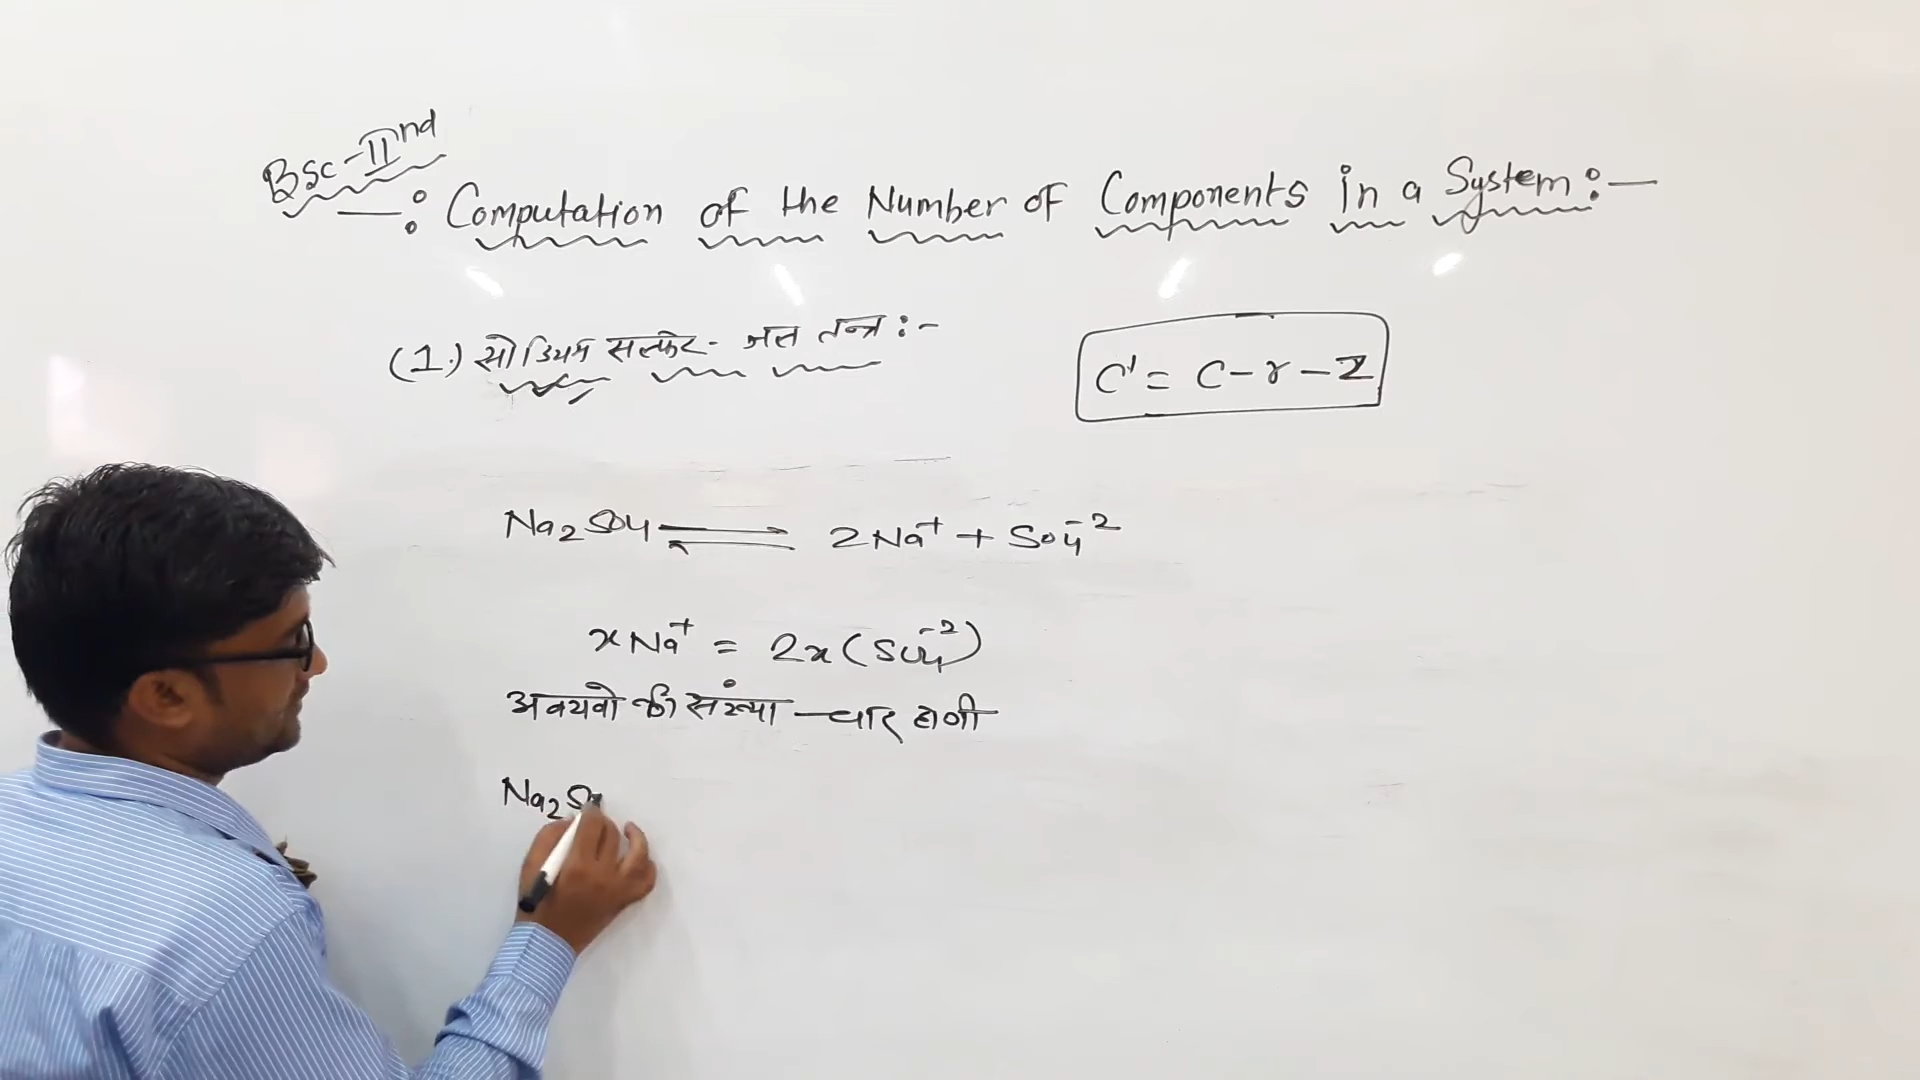 BSc-IInd
—: Computation of the Number of Components in a System:—
(1.) सोडियम सल्फेट- जल तन्त्र:-
C' = C - r - Z
Na2SO4 ⇌ 2Na+ + SO4-2
xNa+ = 2x(SO4-2)
अवयवो की संख्या — चार होगी
Na2S